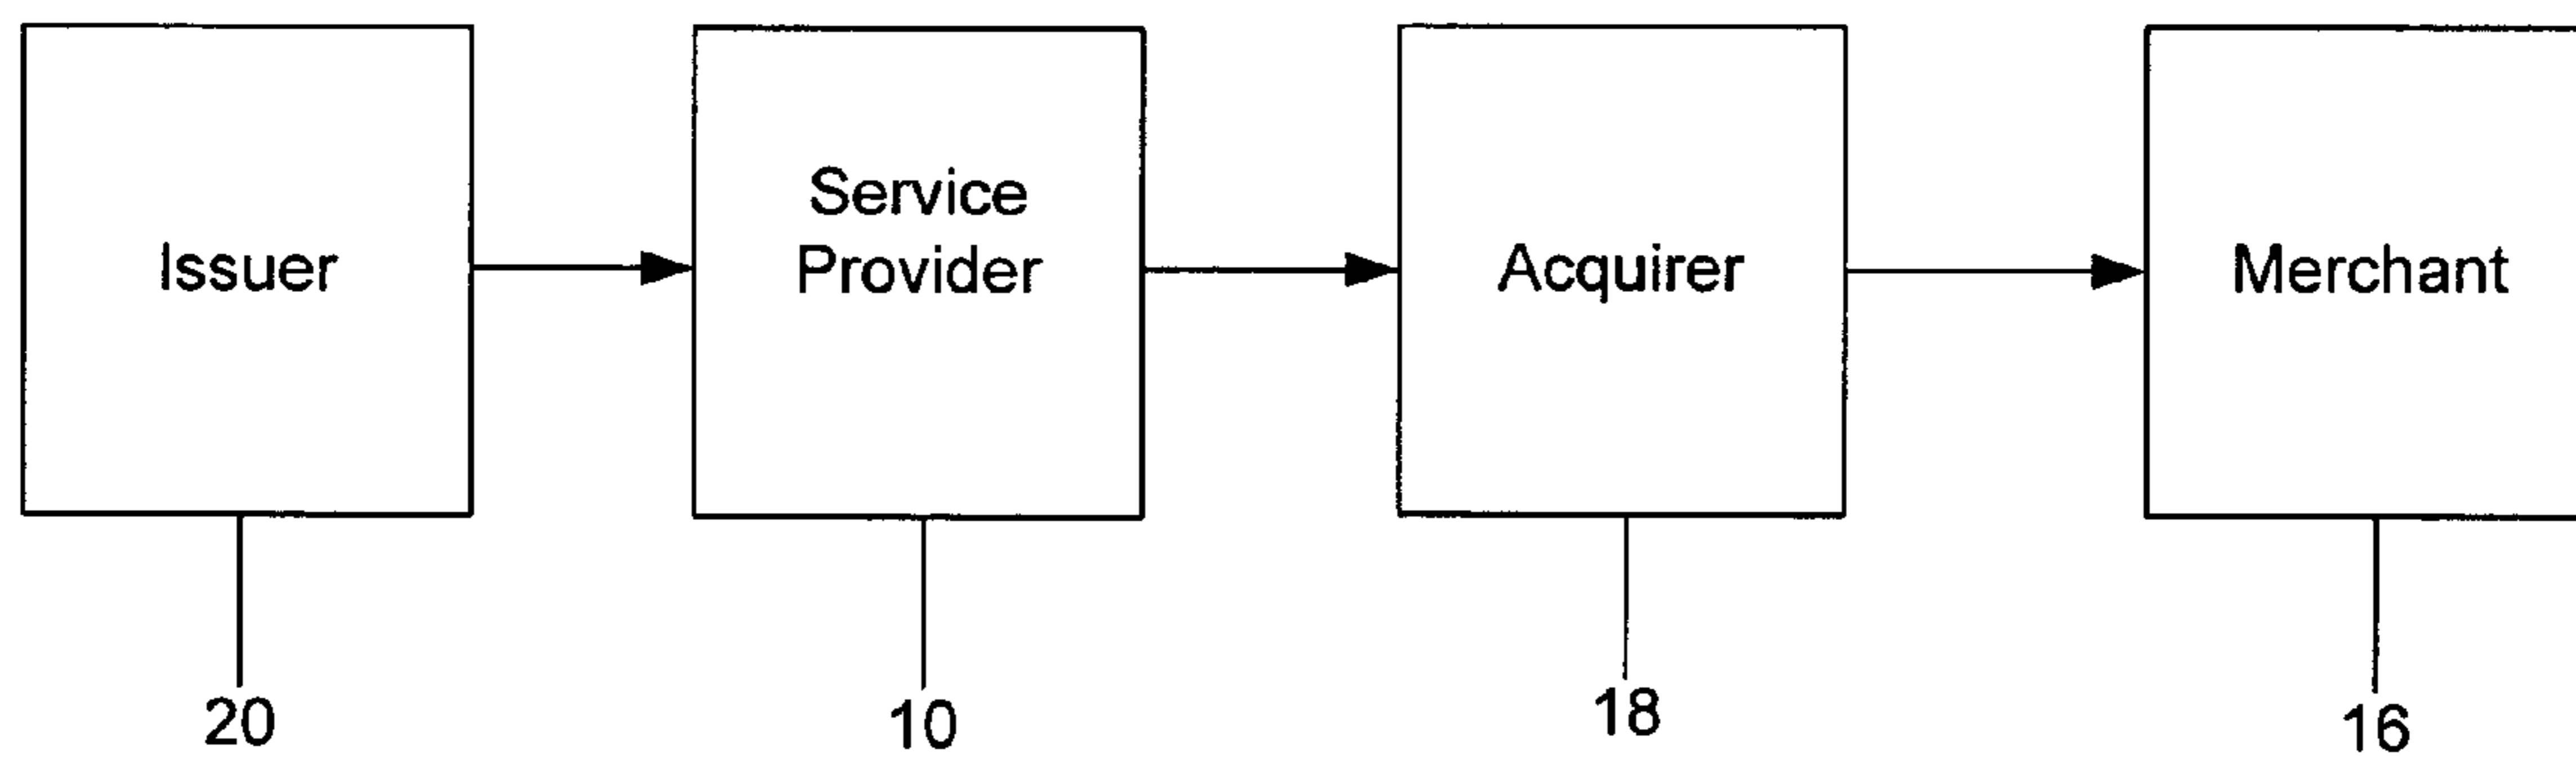 Issuer
Service
Provider
Acquirer
Merchant
20
10
18
16